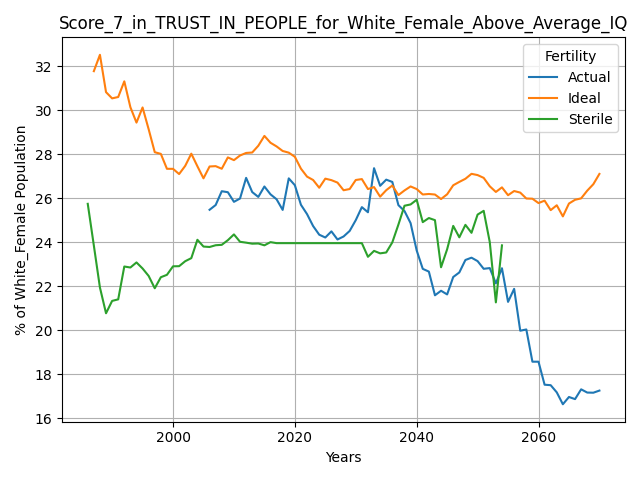 Score_7_in_TRUST_IN_PEOPLE_for_White_Female_Above_Average_IQ
Fertility
Actual
Ideal
Sterile
% of White_Female Population
32
30
28
26
24
22
20
18
16
2000 2020 2040 2060
Years